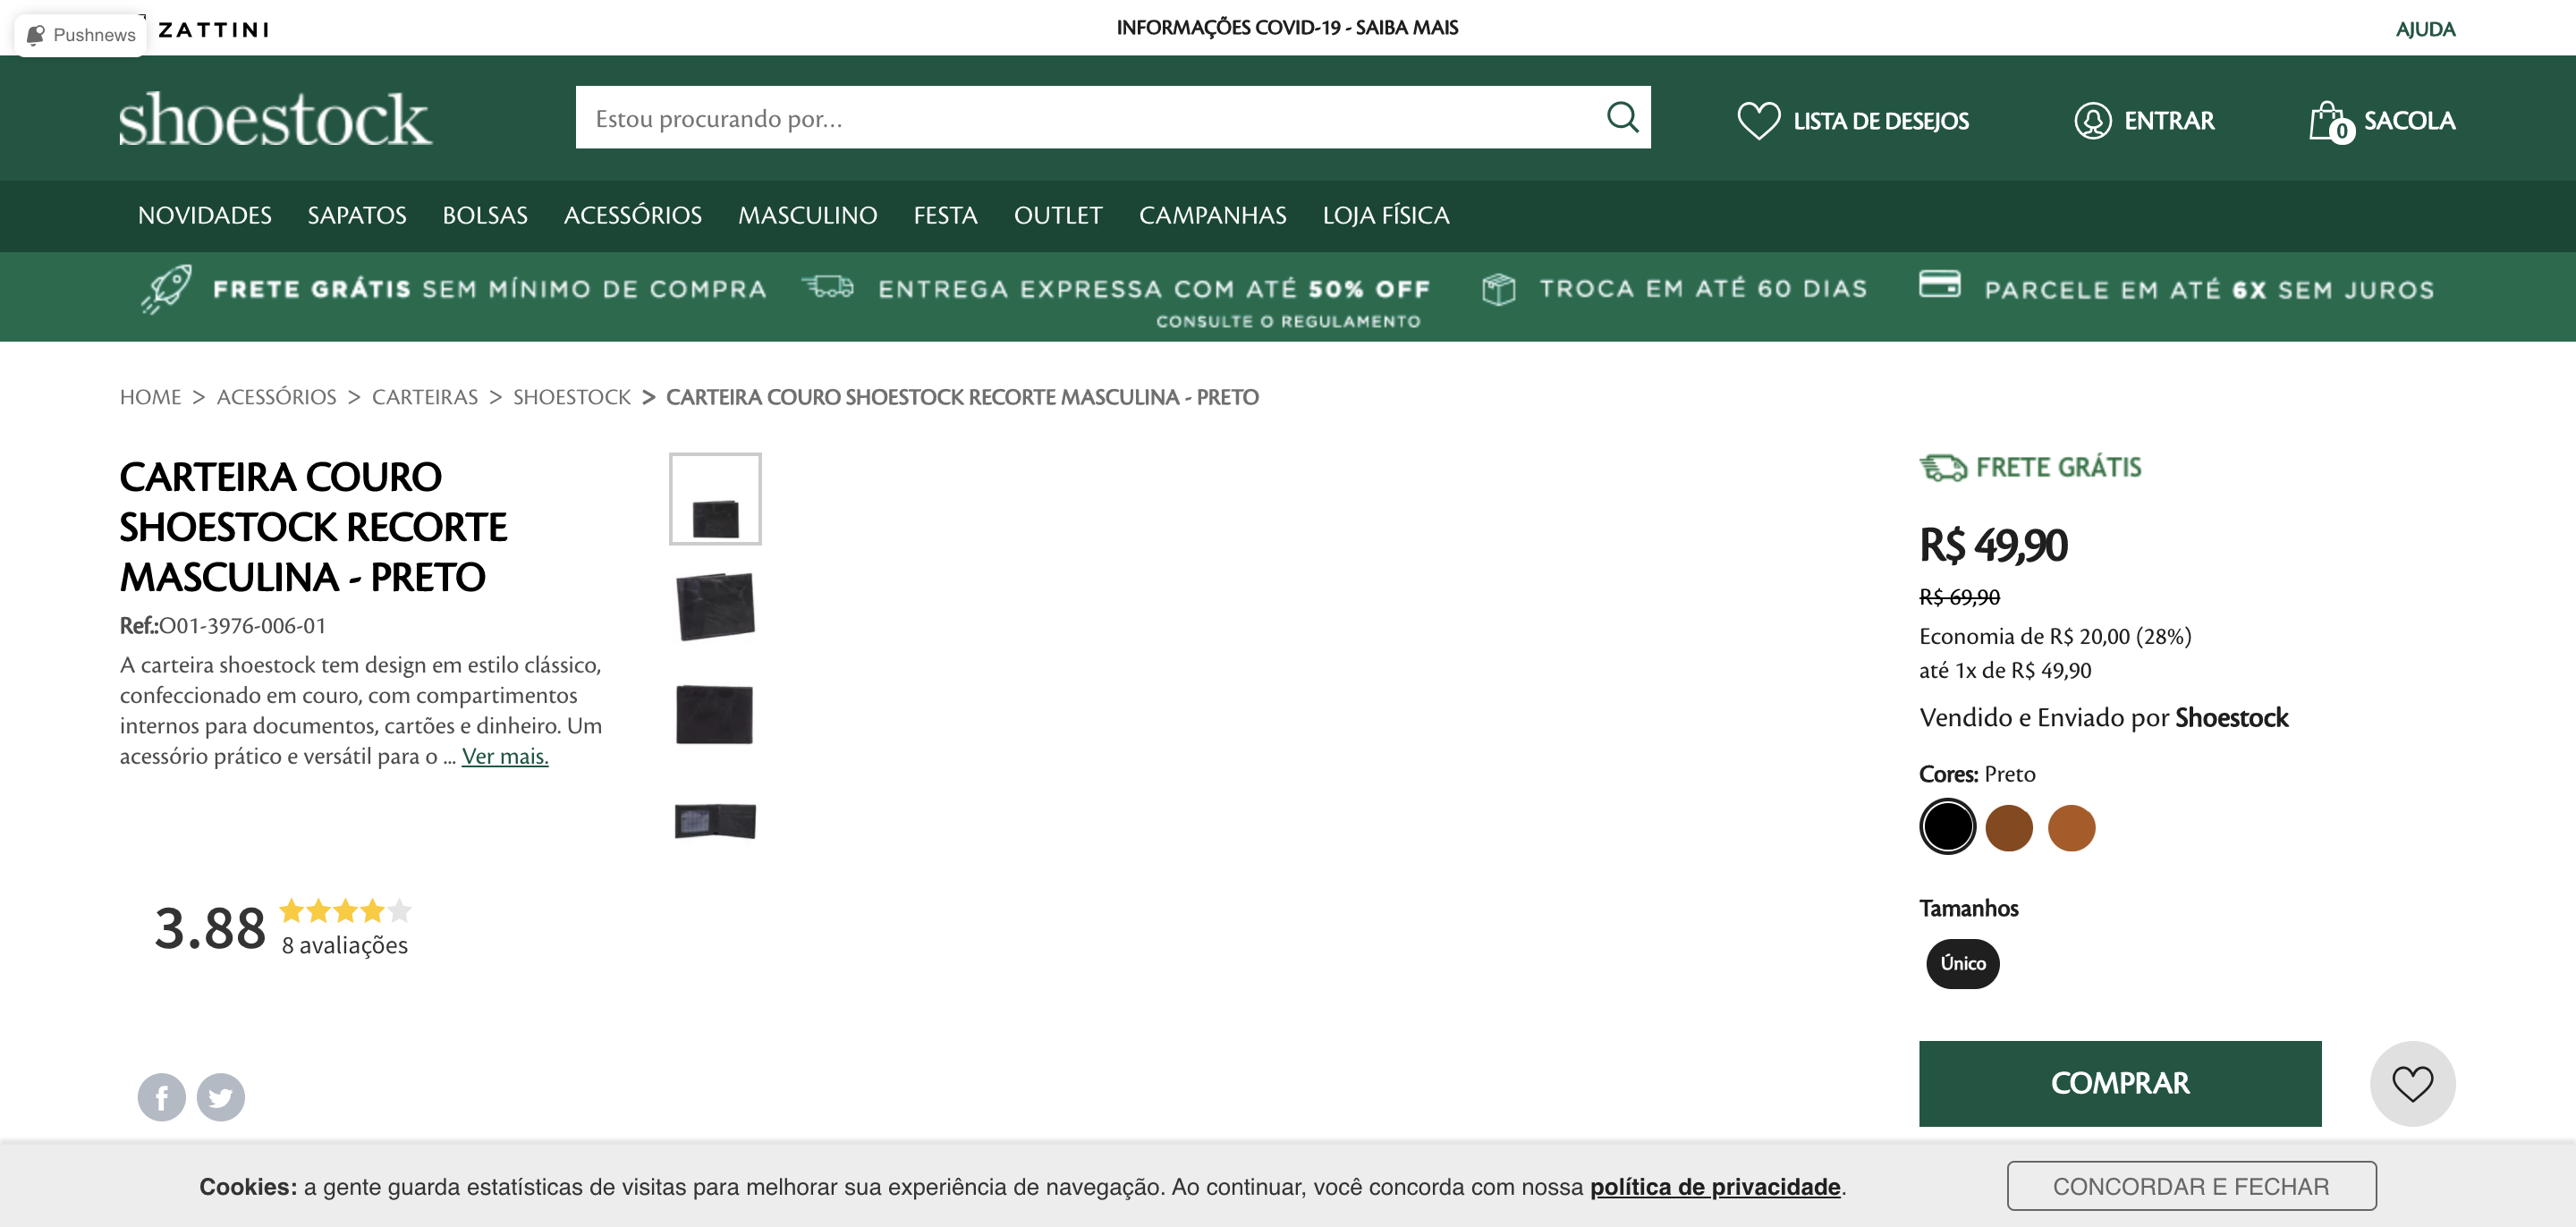 Pushnews
ZATTINI
INFORMAÇÕES COVID-19 - SAIBA MAIS
AJUDA
shoestock
Estou procurando por...
LISTA DE DESEJOS
ENTRAR
0
SACOLA
NOVIDADES SAPATOS BOLSAS ACESSÓRIOS MASCULINO FESTA OUTLET CAMPANHAS LOJA FÍSICA
FRETE GRÁTIS SEM MÍNIMO DE COMPRA
ENTREGA EXPRESSA COM ATÉ 50% OFF
CONSULTE O REGULAMENTO
TROCA EM ATÉ 60 DIAS
PARCELE EM ATÉ 6X SEM JUROS
HOME > ACESSÓRIOS > CARTEIRAS > SHOESTOCK > CARTEIRA COURO SHOESTOCK RECORTE MASCULINA - PRETO
CARTEIRA COURO
SHOESTOCK RECORTE
MASCULINA - PRETO
Ref.:O01-3976-006-01
A carteira shoestock tem design em estilo clássico,
confeccionado em couro, com compartimentos
internos para documentos, cartões e dinheiro. Um
acessório prático e versátil para o ... Ver mais.
3.88
8 avaliações
FRETE GRÁTIS
R$ 49,90
R$ 69,90
Economia de R$ 20,00 (28%)
até 1x de R$ 49,90
Vendido e Enviado por Shoestock
Cores: Preto
Tamanhos
Único
COMPRAR
Cookies: a gente guarda estatísticas de visitas para melhorar sua experiência de navegação. Ao continuar, você concorda com nossa política de privacidade.
CONCORDAR E FECHAR